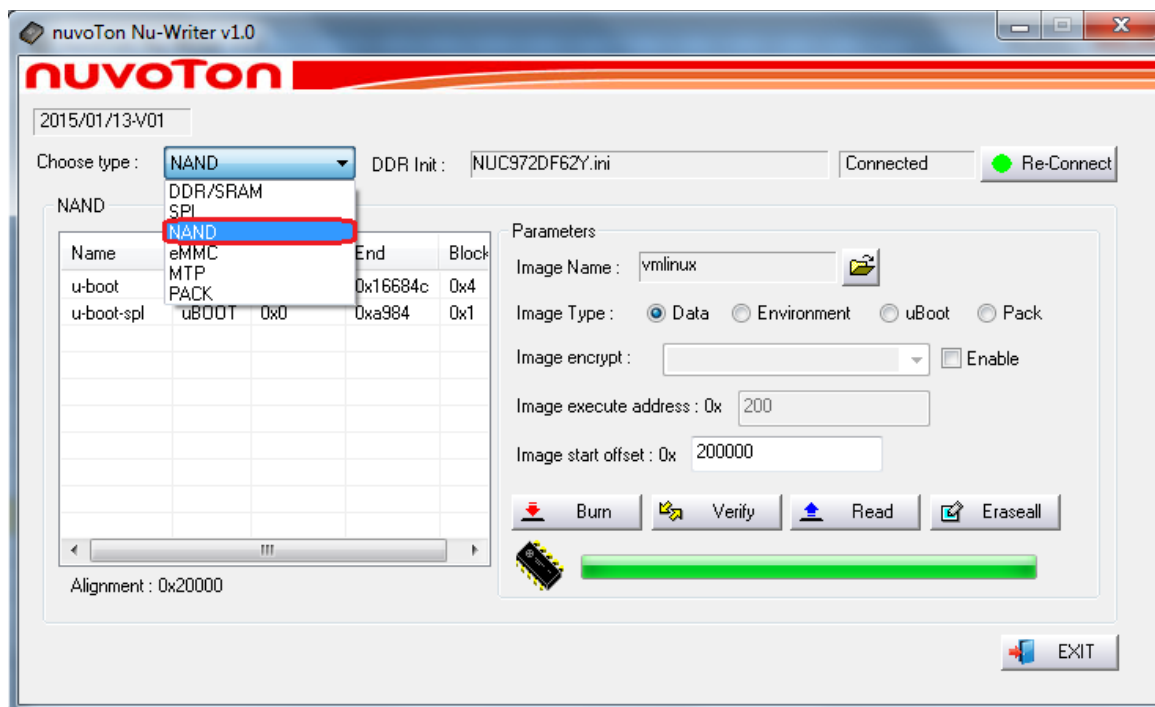 nuvoTon Nu-Writer v1.0
nuvoTon
2015/01/13-V01
Choose type : NAND DDR Init : NUC972DF62Y.ini Connected Re-Connect
DDR/SRAM
SPI
NAND
eMMC
MTP
PACK
NAND
Name End Block
u-boot 0x16684c 0x4
u-boot-spl uBOOT 0x0 0xa984 0x1
Alignment : 0x20000
Parameters
Image Name : vmlinux
Image Type : Data Environment uBoot Pack
Image encrypt : Enable
Image execute address : 0x 200
Image start offset : 0x 200000
Burn Verify Read Eraseall
EXIT